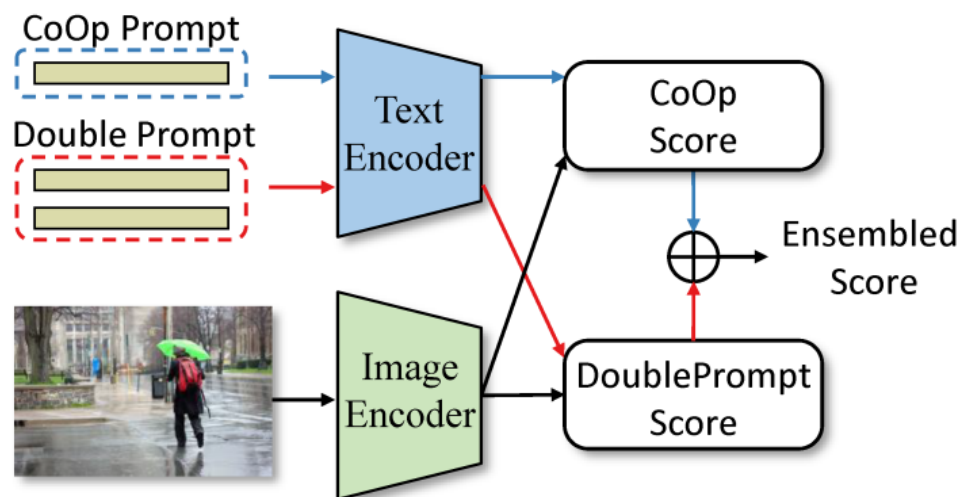 CoOp Prompt
Double Prompt
Text
Encoder
CoOp
Score
Ensembled
Score
Image
Encoder
DoublePrompt
Score